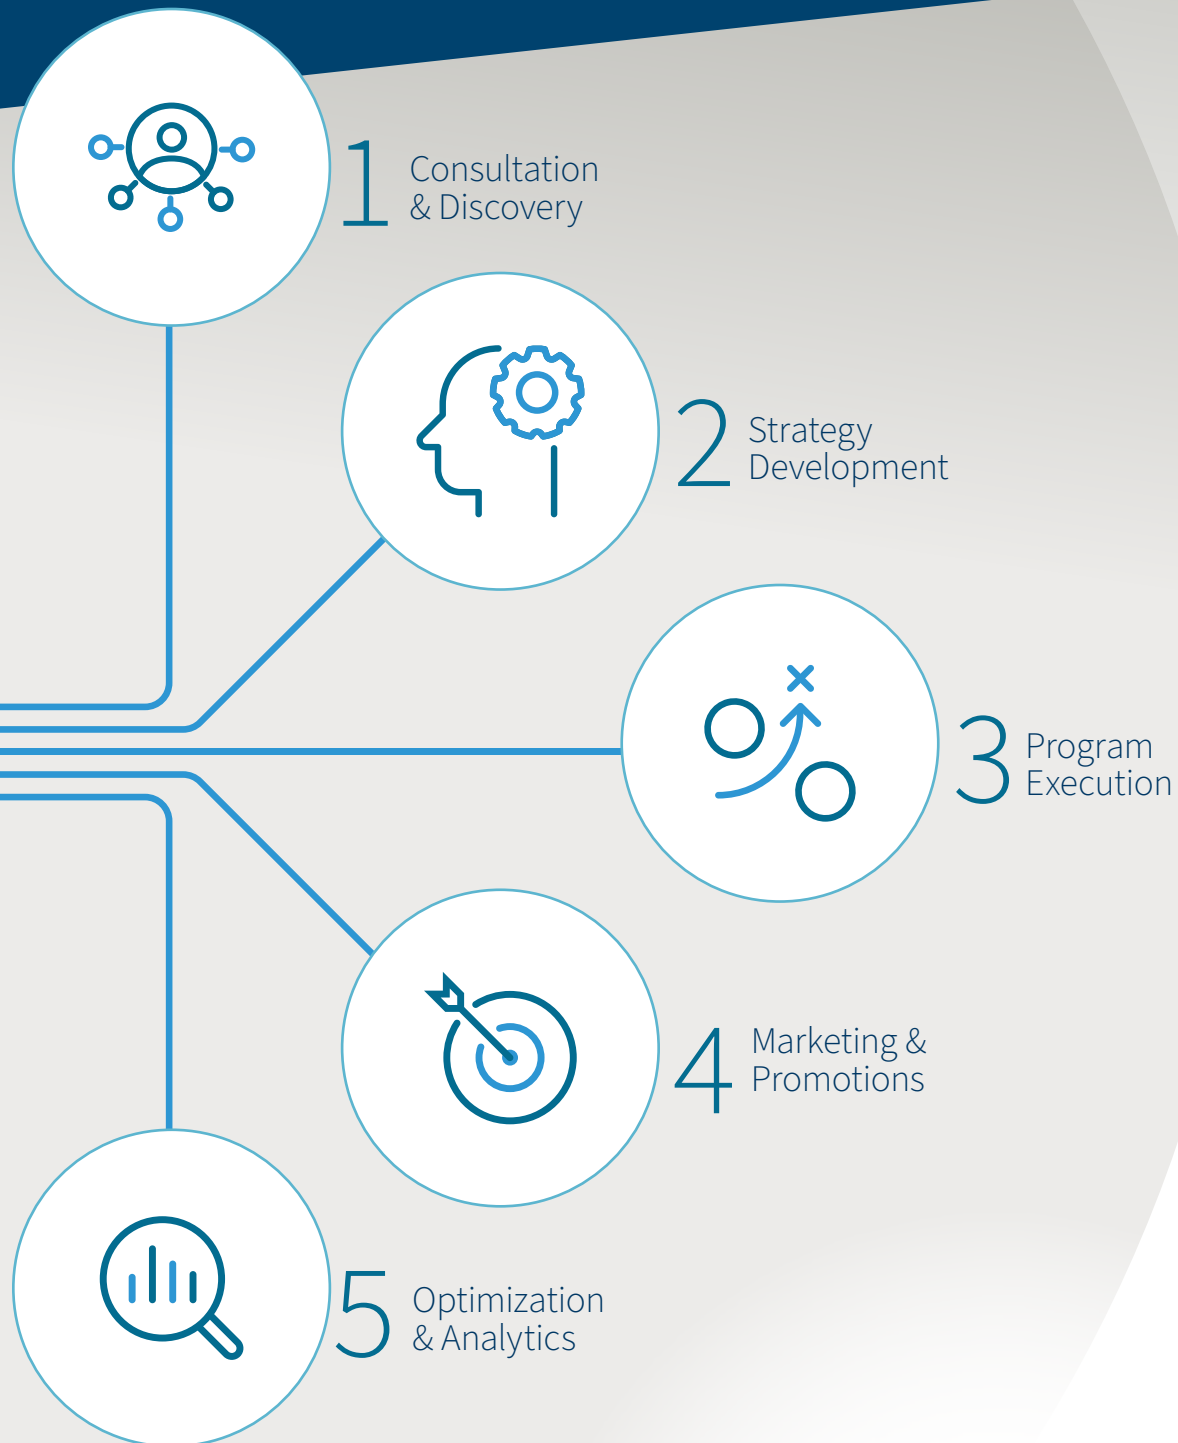 1 Consultation
& Discovery
2 Strategy
Development
3 Program
Execution
4 Marketing &
Promotions
5 Optimization
& Analytics